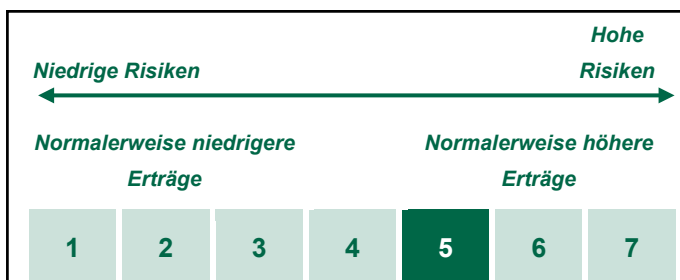 Hohe
Niedrige Risiken Risiken
Normalerweise niedrigere Normalerweise höhere
Erträge Erträge
1 2 3 4 5 6 7